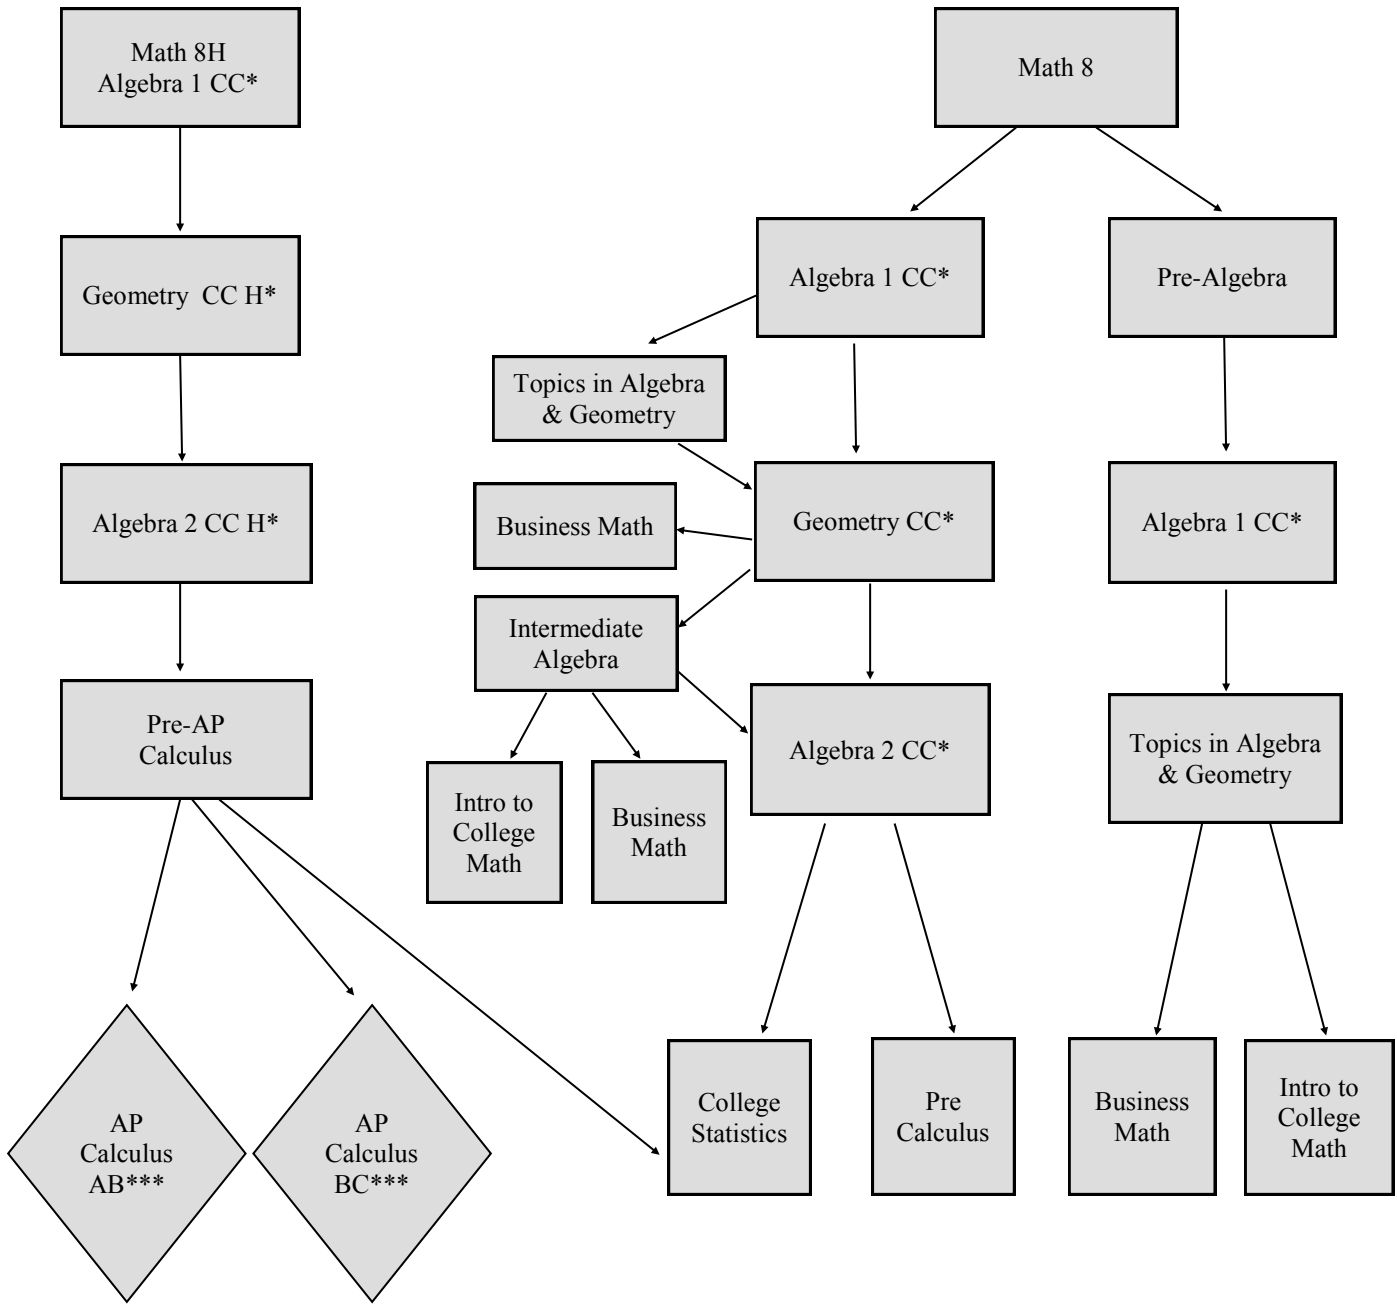 Math 8H
Algebra 1 CC*
Math 8
Algebra 1 CC*
Pre-Algebra
Geometry  CC H*
Topics in Algebra
& Geometry
Business Math
Geometry CC*
Algebra 1 CC*
Algebra 2 CC H*
Intermediate
Algebra
Pre-AP
Calculus
Algebra 2 CC*
Topics in Algebra
& Geometry
Intro to
College
Math
Business
Math
AP
Calculus
AB***
AP
Calculus
BC***
College
Statistics
Pre
Calculus
Business
Math
Intro to
College
Math